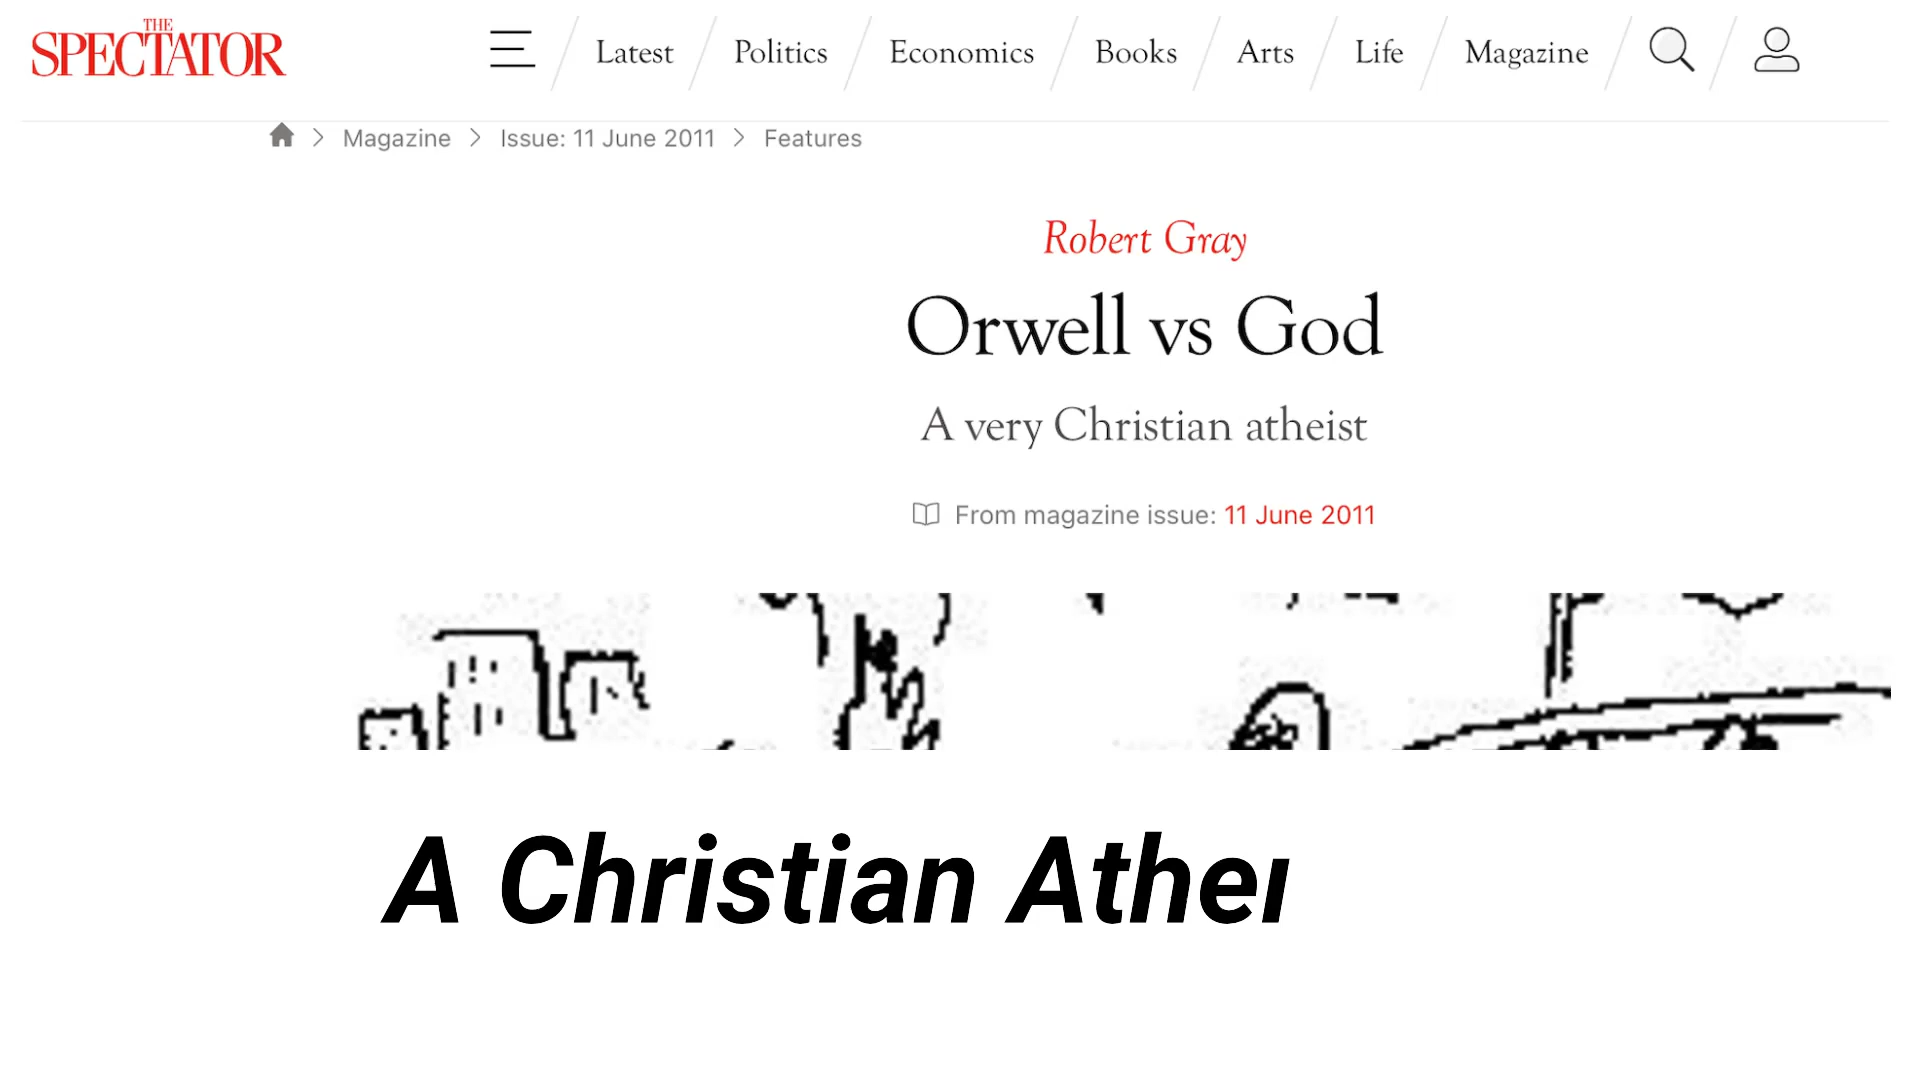 THE
SPECTATOR
Latest Politics Economics Books Arts Life Magazine
Magazine > Issue: 11 June 2011 > Features
Robert Gray
Orwell vs God
A very Christian atheist
From magazine issue: 11 June 2011
A Christian Athei